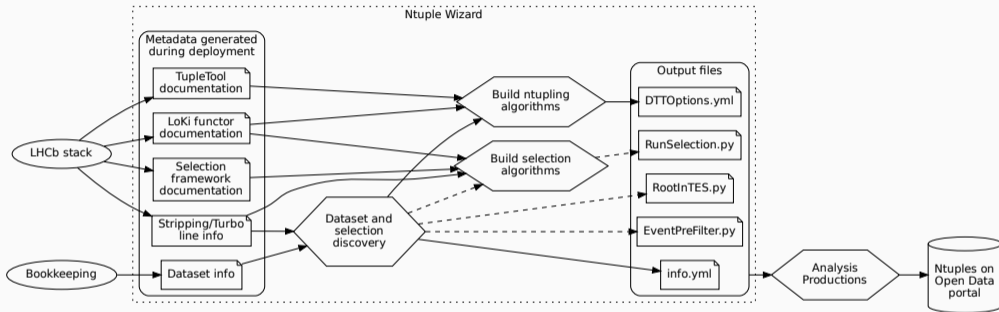 Ntuple Wizard
Metadata generated
during deployment
TupleTool
documentation
LoKi functor
documentation
Selection
framework
documentation
Stripping/Turbo
line info
Dataset info
LHCb stack
Bookkeeping
Build ntupling
algorithms
Build selection
algorithms
Dataset and
selection
discovery
Output files
DTTOptions.yml
RunSelection.py
RootInTES.py
EventPreFilter.py
info.yml
Analysis
Productions
Ntuples on
Open Data
portal